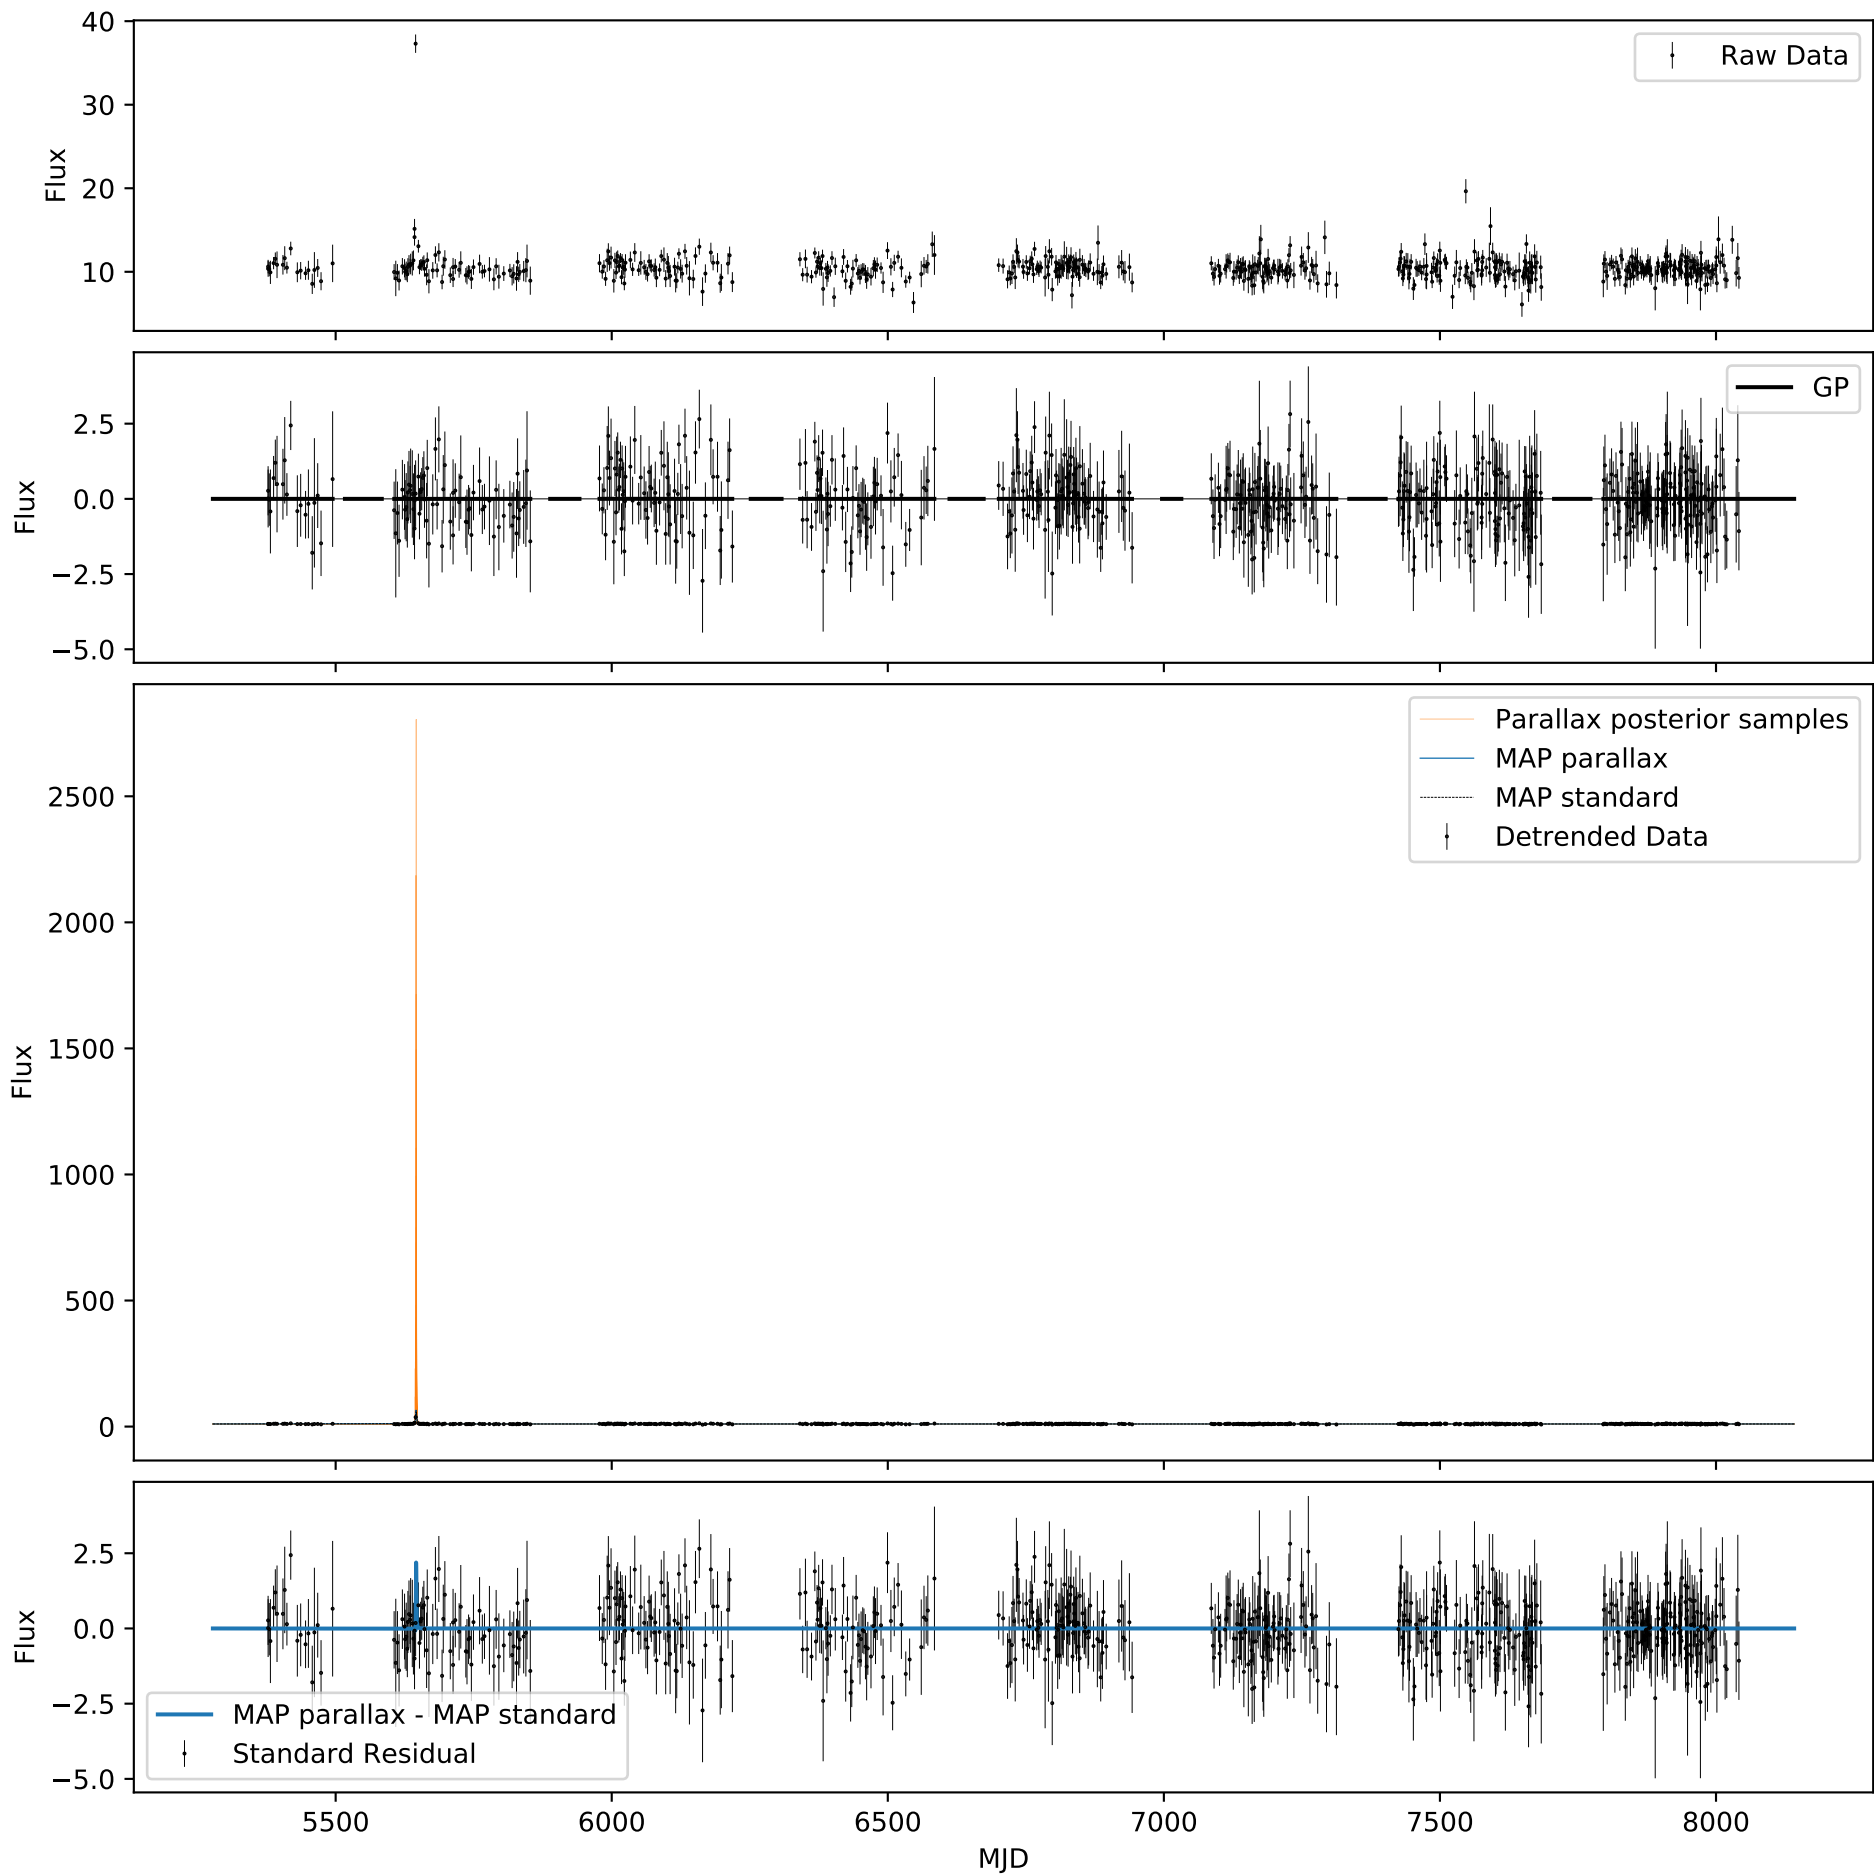 40
30
20
10
Flux
Raw Data
2.5
0.0
−2.5
−5.0
Flux
GP
2500
2000
1500
1000
500
0
Flux
Parallax posterior samples
MAP parallax
MAP standard
Detrended Data
2.5
0.0
−2.5
−5.0
Flux
MAP parallax - MAP standard
Standard Residual
5500 6000 6500 7000 7500 8000
MJD